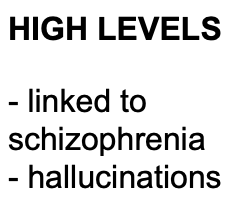 HIGH LEVELS
- linked to
schizophrenia
- hallucinations